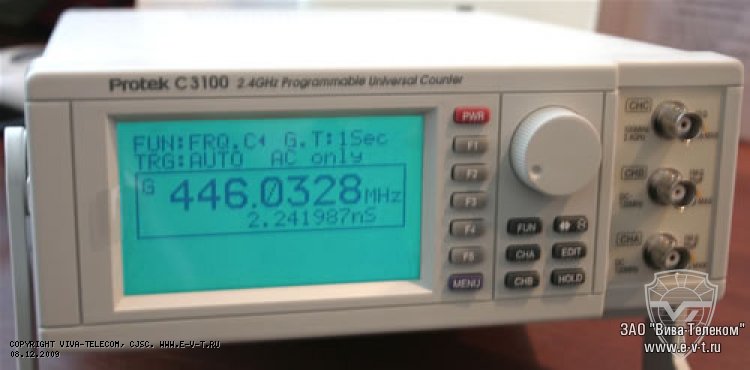 Protek C3100 2.4GHz Programmable Universal Counter
FUN:FRQ.C G.T:1Sec
TRG:AUTO AC only
G 446.0328MHz
2.241987nS
PWR
F1
F2
F3
F4
F5
MENU
FUN
CHA
EDIT
CHB
HOLD
CHC
CHB
CHA
ЗАО "Вива-Телеком"
www.e-v-t.ru
COPYRIGHT VIVA-TELECOM, CJSC. WWW.E-V-T.RU
08.12.2009